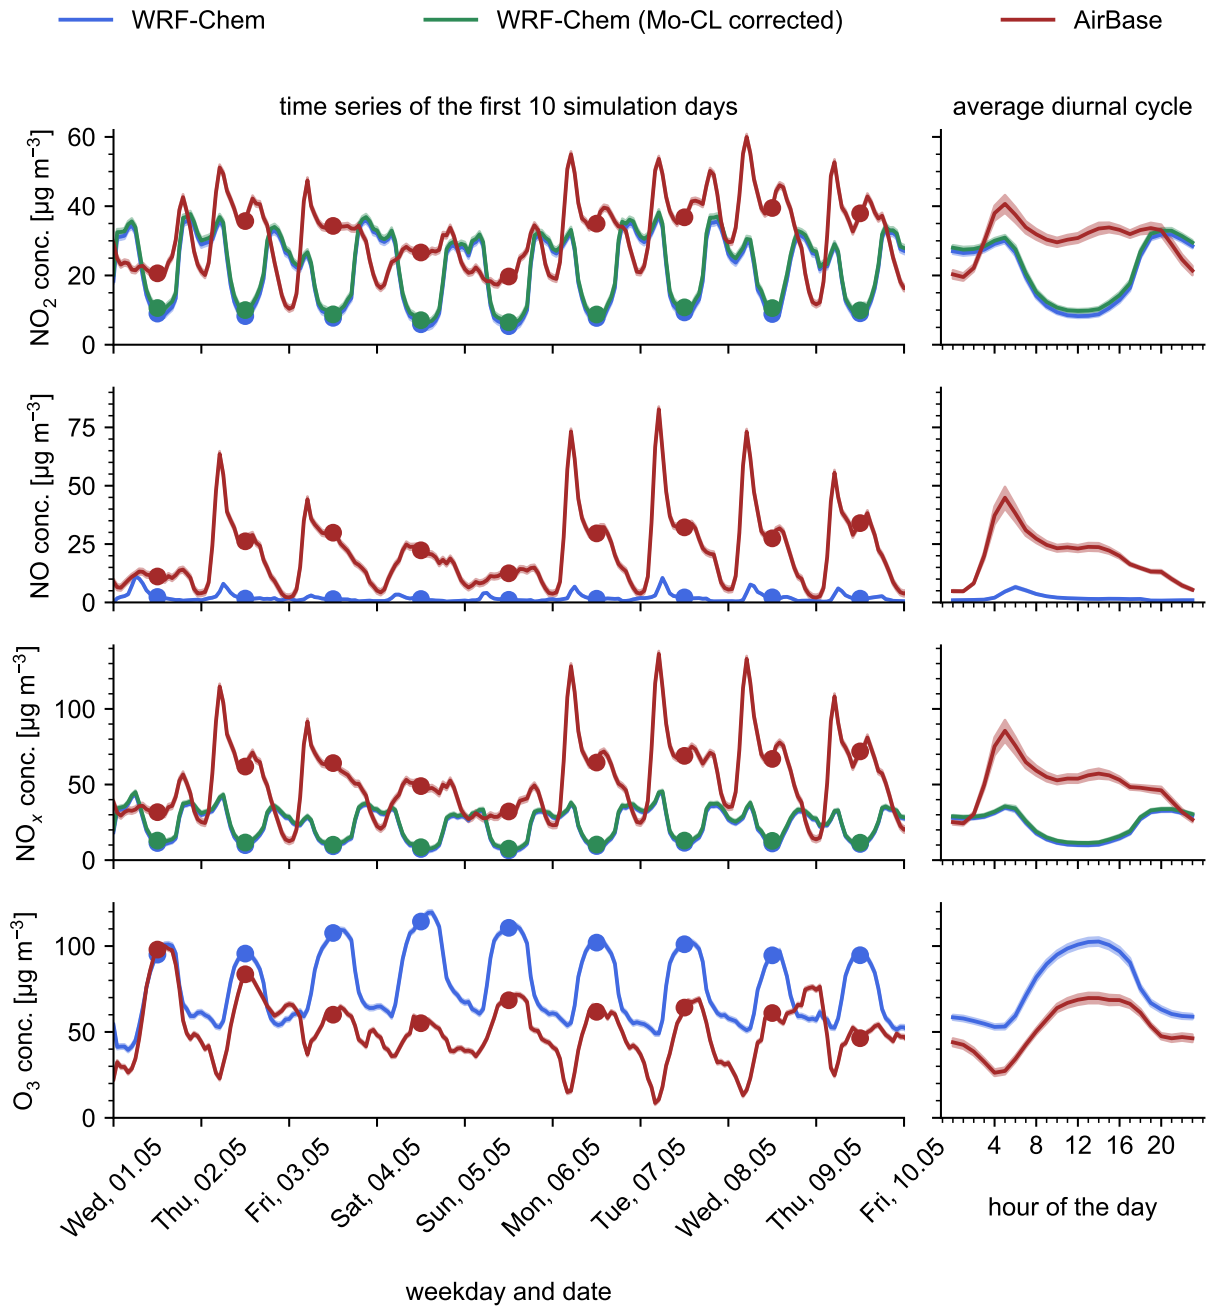 WRF-Chem WRF-Chem (Mo-CL corrected) AirBase
time series of the first 10 simulation days average diurnal cycle
NO₂ conc. [µg m⁻³]
60
40
20
0
NO conc. [µg m⁻³]
75
50
25
0
NOₓ conc. [µg m⁻³]
100
50
0
O₃ conc. [µg m⁻³]
100
50
0
Wed, 01.05 Thu, 02.05 Fri, 03.05 Sat, 04.05 Sun, 05.05 Mon, 06.05 Tue, 07.05 Wed, 08.05 Thu, 09.05 Fri, 10.05
4 8 12 16 20
hour of the day
weekday and date